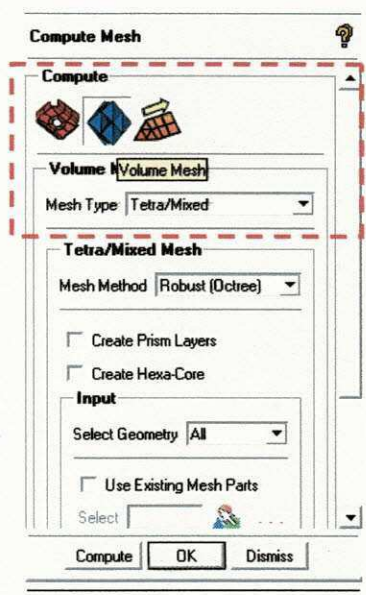 Compute Mesh
Compute
Volume Mesh
Volume M
Mesh Type Tetra/Mixed
Tetra/Mixed Mesh
Mesh Method Robust (Octree)
Create Prism Layers
Create Hexa-Core
Input
Select Geometry All
Use Existing Mesh Parts
Select
Compute OK Dismiss